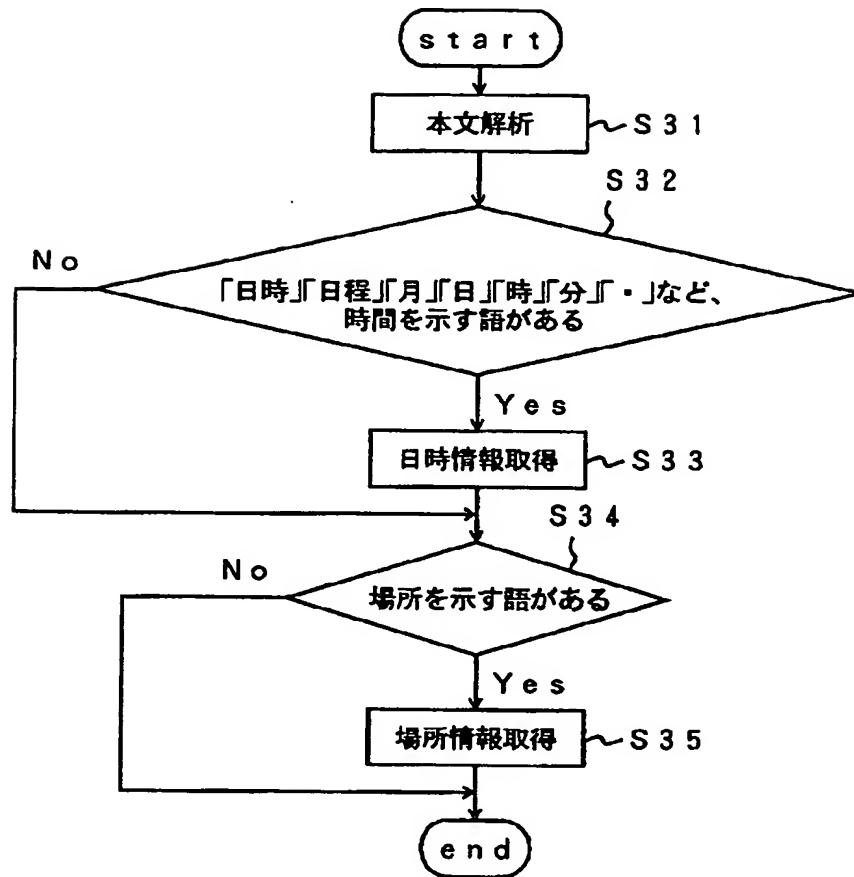 start
本文解析
S31
S32
No
「日時」「日程」「月」「日」「時」「分」「・」など、
時間を示す語がある
Yes
日時情報取得
S33
S34
No
場所を示す語がある
Yes
場所情報取得
S35
end